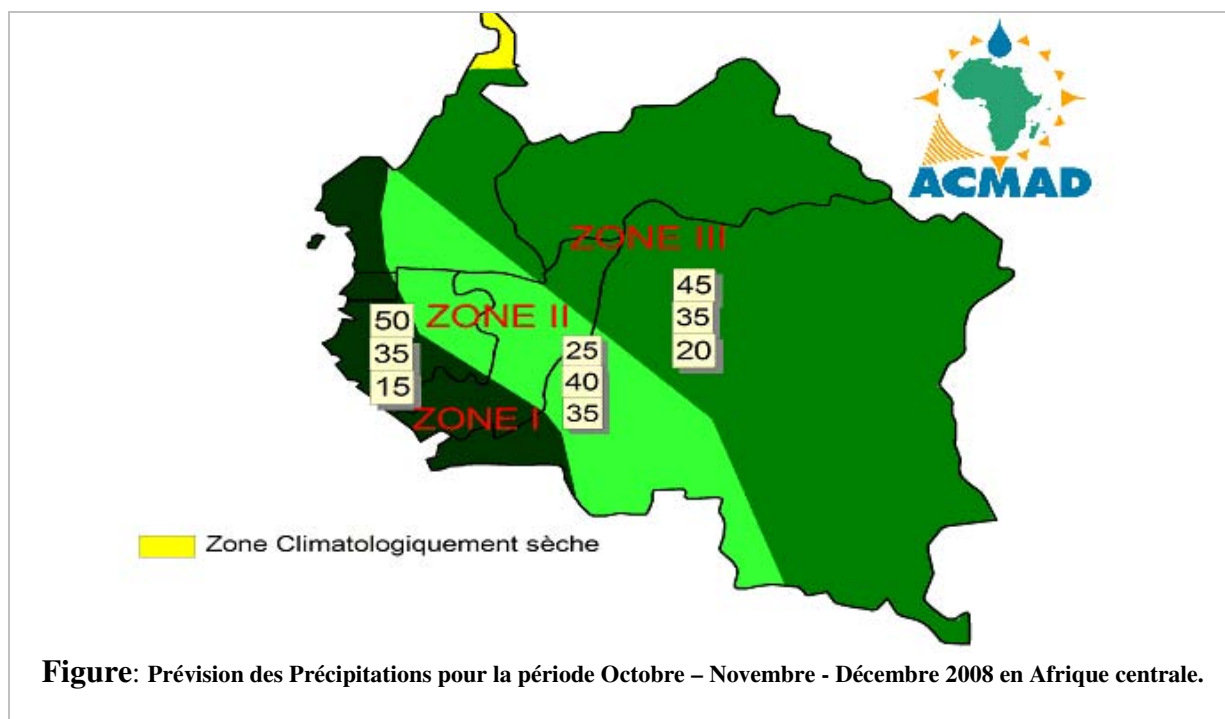 ACMAD
ZONE III
45
35
20
ZONE II
50
35
15
25
40
35
ZONE I
Zone Climatologiquement sèche
Figure: Prévision des Précipitations pour la période Octobre – Novembre - Décembre 2008 en Afrique centrale.